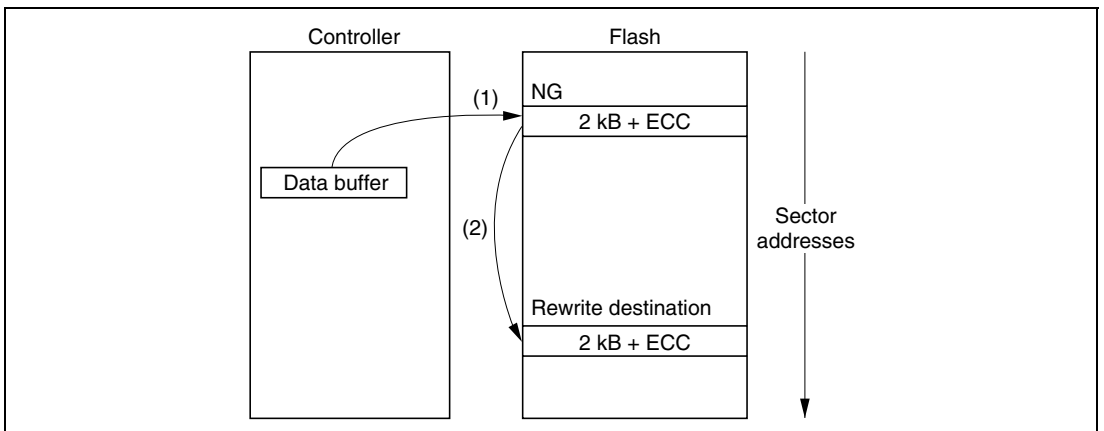 Controller
Flash
NG
(1)
2 kB + ECC
Data buffer
(2)
Sector
addresses
Rewrite destination
2 kB + ECC